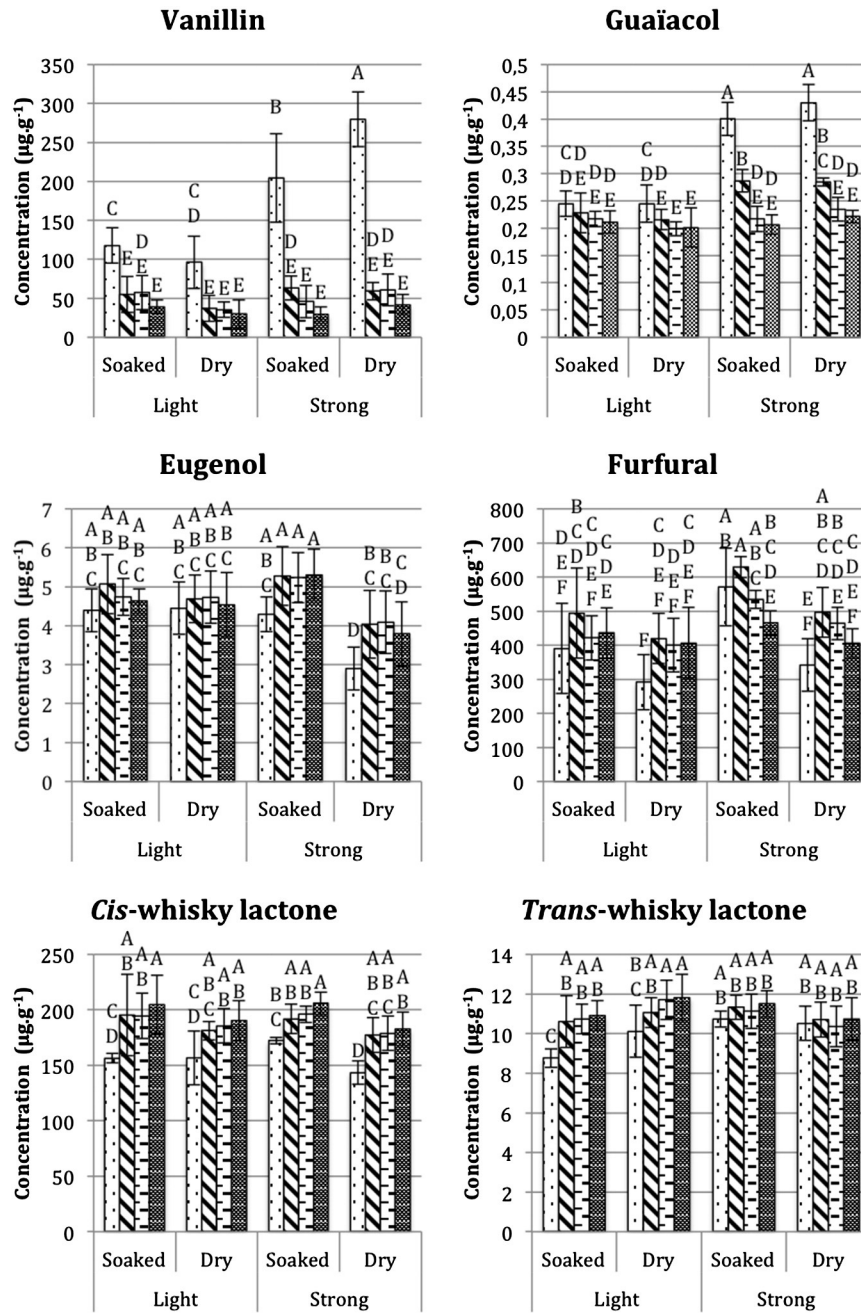 Vanillin
Concentration (µg.g-1)
350
300
250
200
150
100
50
0
A
B
C
C D
E D E
C D
E E E
D E
E E
D E
D E
E
Soaked Dry Soaked Dry
Light Strong
Guaïacol
Concentration (µg.g-1)
0,5
0,45
0,4
0,35
0,3
0,25
0,2
0,15
0,1
0,05
0
C D
D E
D E
D E
C D
D E
E
D E
A
B
D E
D E
A
B C
D E
D E
Soaked Dry Soaked Dry
Light Strong
Eugenol
Concentration (µg.g-1)
7
6
5
4
3
2
1
0
A B C
A B
A B C
A B C
A B C
A B C
A B C
A B C
A B C
A
A B
A
D
B C
B C
C D
Soaked Dry Soaked Dry
Light Strong
Furfural
Concentration (µg.g-1)
800
700
600
500
400
300
200
100
0
D E F
B C D
C D E F
C D E
F
C D E F
D E F
C D E F
A B
A
A B C
B C D E
E F
A B C D
B C D E
C D E F
Soaked Dry Soaked Dry
Light Strong
Cis-whisky lactone
Concentration (µg.g-1)
250
200
150
100
50
0
C D
A B
A B
A
C D
A B C
A B
A B
B C
A B
A B
A
D
A B C
A B C
A B
Soaked Dry Soaked Dry
Light Strong
Trans-whisky lactone
Concentration (µg.g-1)
14
12
10
8
6
4
2
0
C
A B
A B
A B
B C
A B
A
A
A B
A B
A B
A B
A B
A B
A B
A B
Soaked Dry Soaked Dry
Light Strong